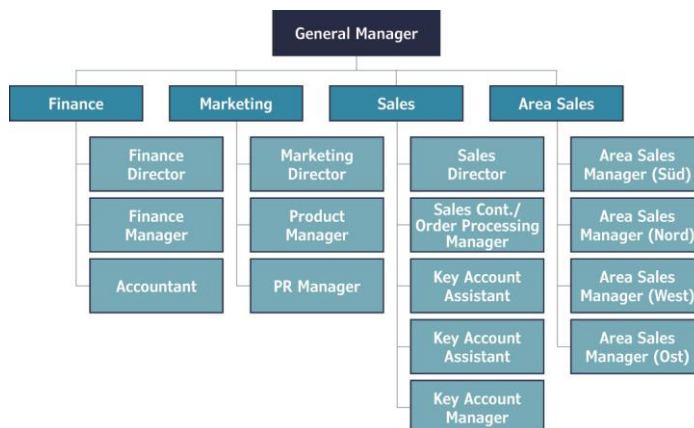 General Manager
Finance
Marketing
Sales
Area Sales
Finance
Director
Finance
Manager
Accountant
Marketing
Director
Product
Manager
PR Manager
Sales
Director
Sales Cont./
Order Processing
Manager
Key Account
Assistant
Key Account
Assistant
Key Account
Manager
Area Sales
Manager (Süd)
Area Sales
Manager (Nord)
Area Sales
Manager (West)
Area Sales
Manager (Ost)